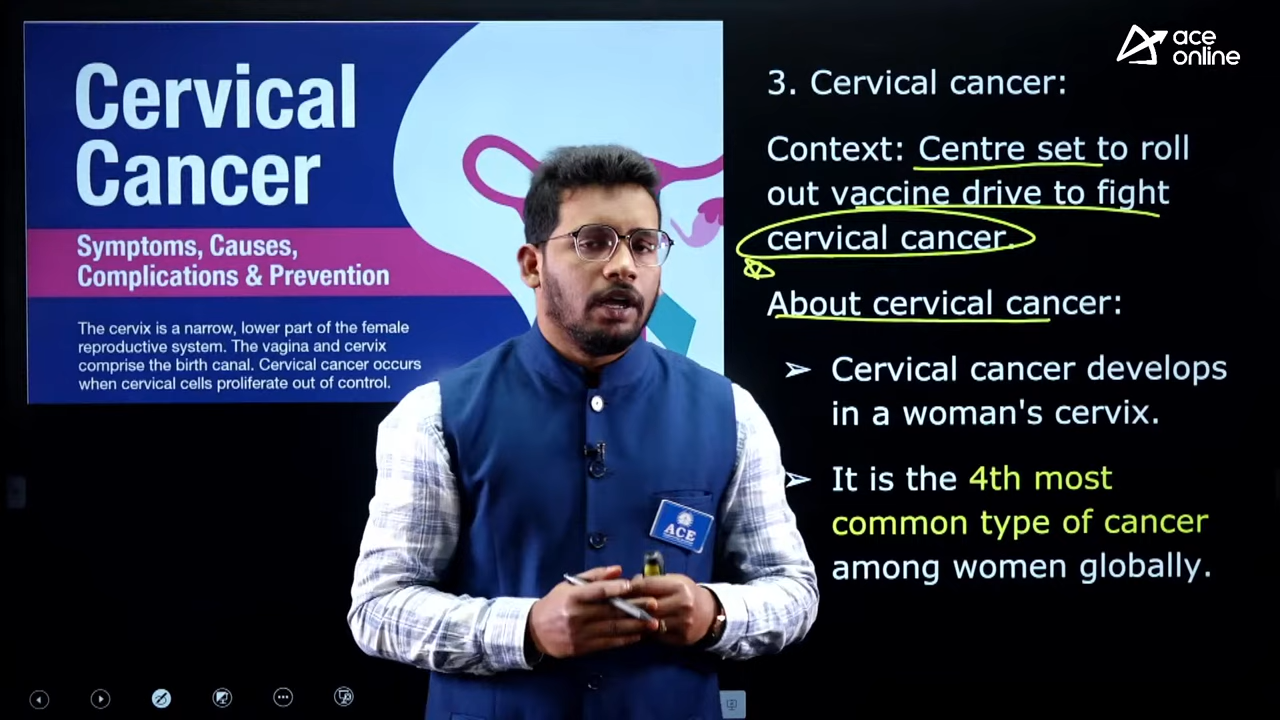 Cervical
Cancer
Symptoms, Causes,
Complications & Prevention
The cervix is a narrow, lower part of the female
reproductive system. The vagina and cervix
comprise the birth canal. Cervical cancer occurs
when cervical cells proliferate out of control.
ace
online
3. Cervical cancer:
Context: Centre set to roll
out vaccine drive to fight
cervical cancer.
About cervical cancer:
➢ Cervical cancer develops
in a woman's cervix.
➢ It is the 4th most
common type of cancer
among women globally.
ACE